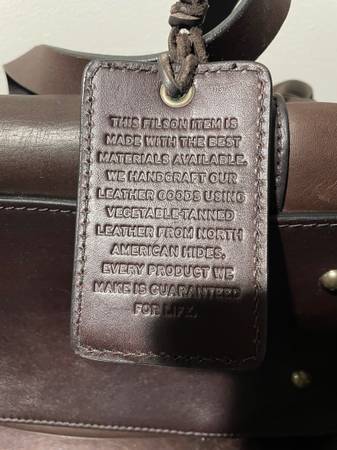 THIS FILSON ITEM IS
MADE WITH THE BEST
MATERIALS AVAILABLE.
WE HANDCRAFT OUR
LEATHER GOODS USING
VEGETABLE-TANNED
LEATHER FROM NORTH
AMERICAN HIDES.
EVERY PRODUCT WE
MAKE IS GUARANTEED
FOR LIFE.